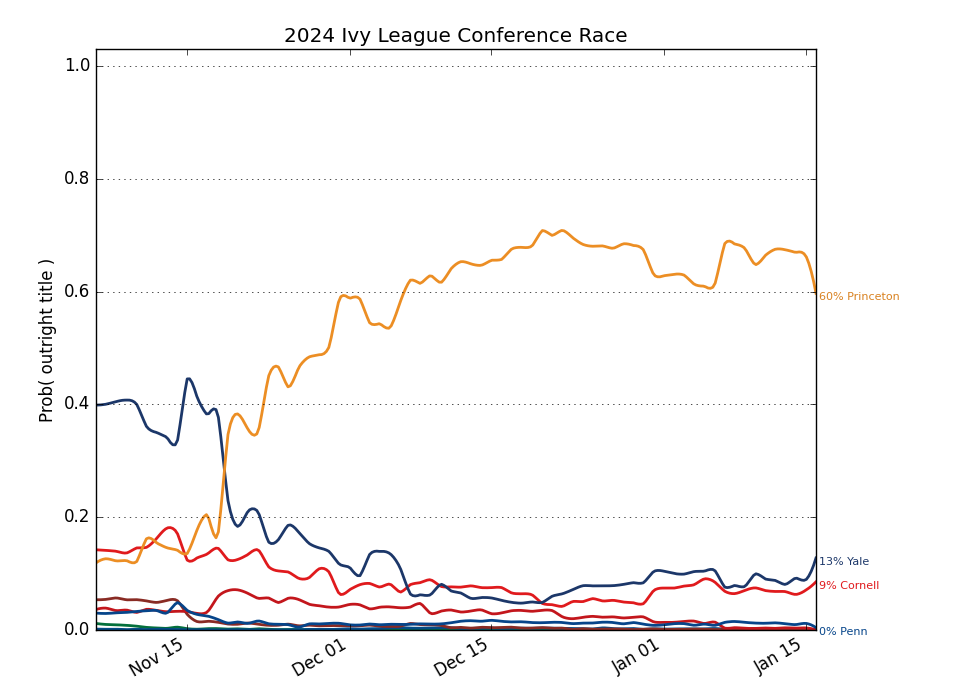 2024 Ivy League Conference Race
Prob( outright title )
1.0
0.8
0.6
0.4
0.2
0.0
60% Princeton
13% Yale
9% Cornell
0% Penn
Nov 15
Dec 01
Dec 15
Jan 01
Jan 15